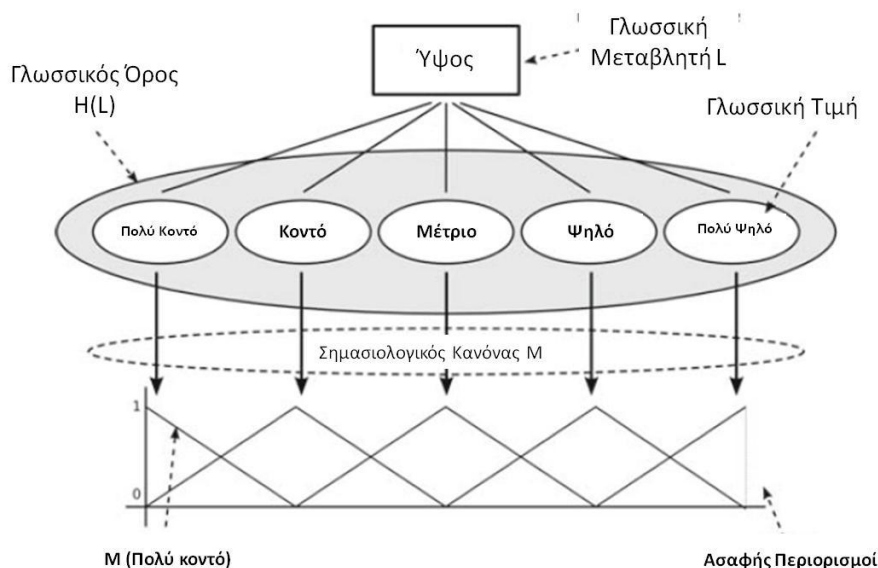 Γλωσσική
Μεταβλητή L
Ύψος
Γλωσσικός Όρος
H(L)
Γλωσσική Τιμή
Πολύ Κοντό
Κοντό
Μέτριο
Ψηλό
Πολύ Ψηλό
Σημασιολογικός Κανόνας Μ
1
0
Μ (Πολύ κοντό)
Ασαφής Περιορισμοί